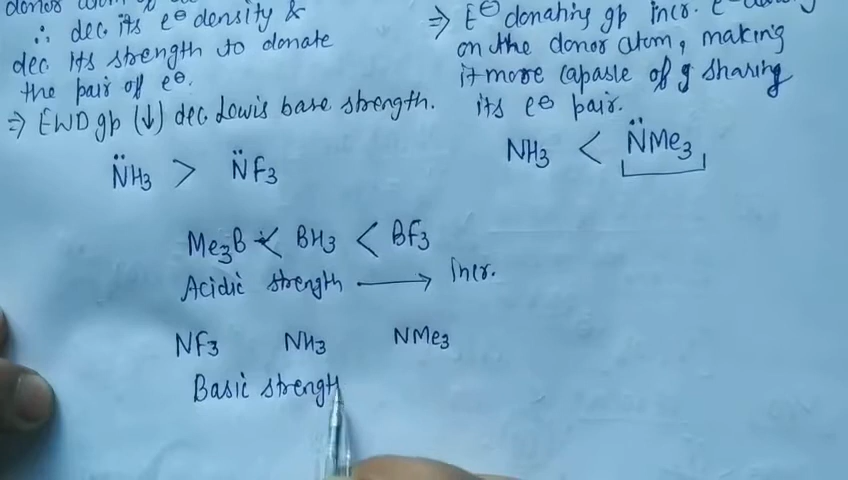 ∴ dec. its e⊖ density &
dec its strength to donate
the pair of e⊖.
⇒ EWD gp (↓) dec. Lewis base strength.
N̈H3 > N̈F3
⇒ E⊖ donating gp incr. e⊖
on the donor atom, making
it more capable of g sharing
its e⊖ pair.
NH3 < N̈Me3
Me3B < BH3 < BF3
Acidic strength ⟶ Incr.
NF3 NH3 NMe3
Basic strength